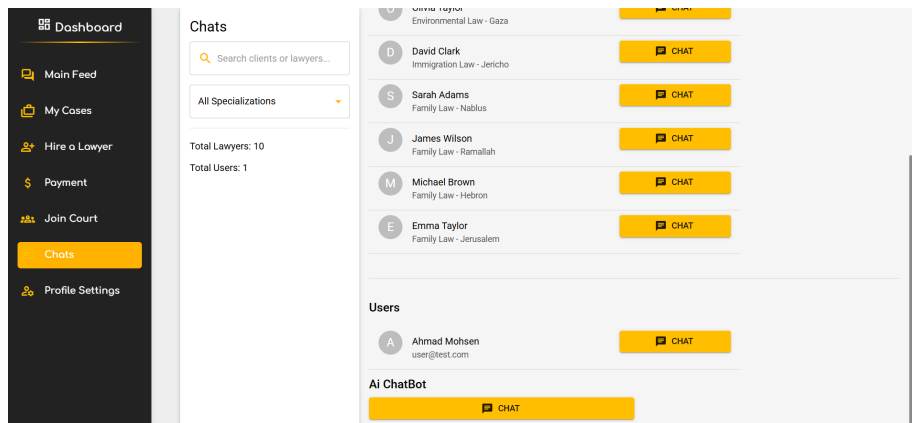 Dashboard
Main Feed
My Cases
Hire a Lawyer
Payment
Join Court
Chats
Profile Settings
Chats
Search clients or lawyers...
All Specializations
Total Lawyers: 10
Total Users: 1
Environmental Law - Gaza
D
David Clark
Immigration Law - Jericho
CHAT
S
Sarah Adams
Family Law - Nablus
CHAT
J
James Wilson
Family Law - Ramallah
CHAT
M
Michael Brown
Family Law - Hebron
CHAT
E
Emma Taylor
Family Law - Jerusalem
CHAT
Users
A
Ahmad Mohsen
user@test.com
CHAT
Ai ChatBot
CHAT